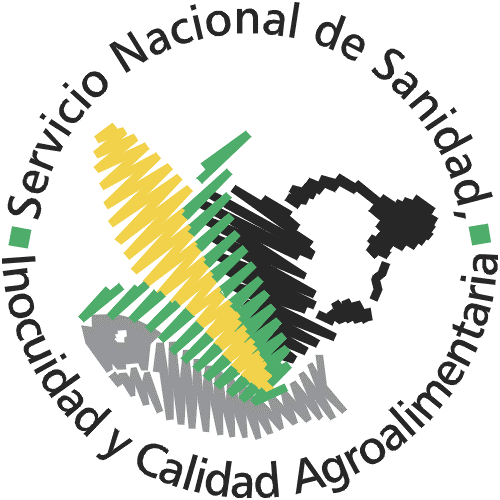 Servicio Nacional de Sanidad,
Inocuidad y Calidad Agroalimentaria